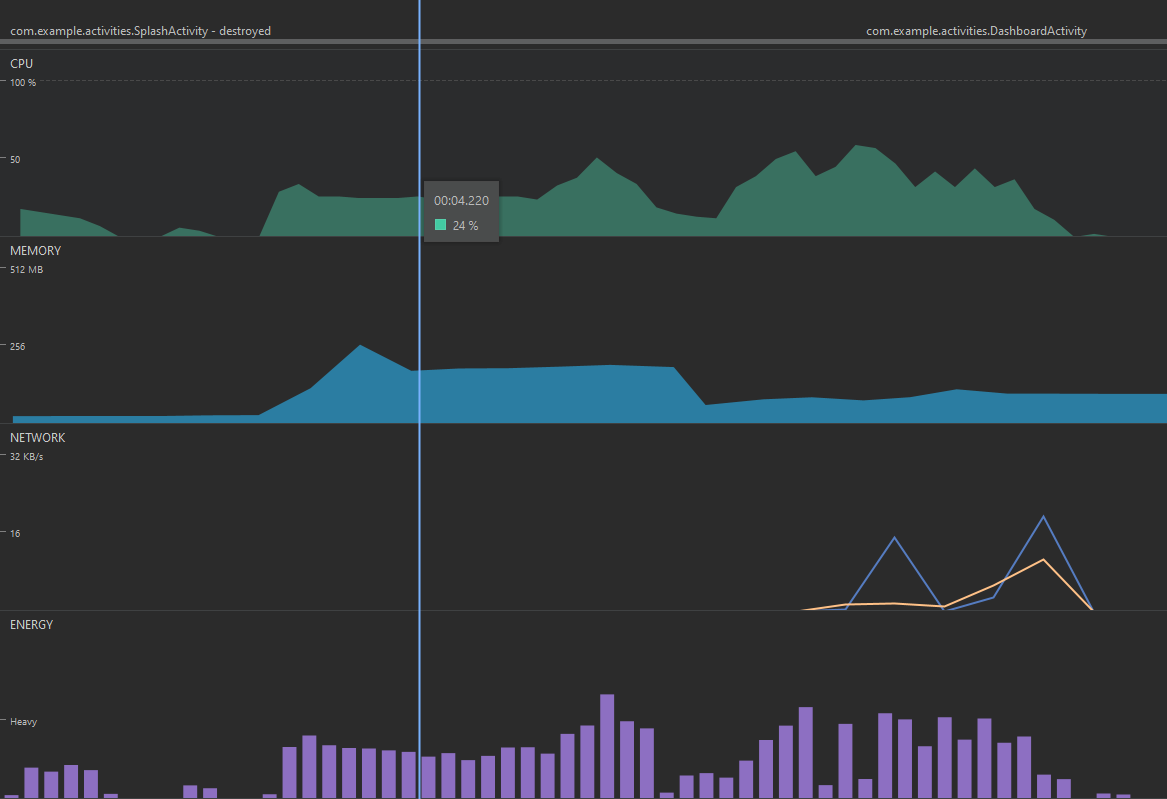 com.example.activities.SplashActivity - destroyed
com.example.activities.DashboardActivity
CPU
100 %
50
00:04.220
24 %
MEMORY
512 MB
256
NETWORK
32 KB/s
16
ENERGY
Heavy